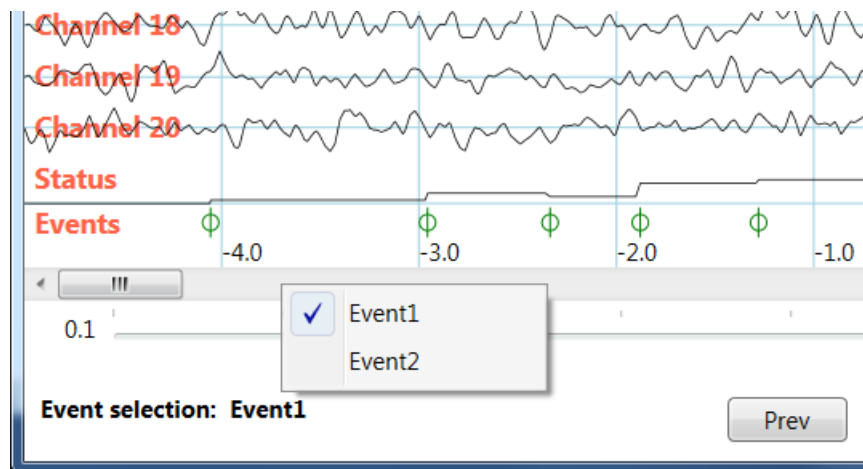 Channel 18
Channel 19
Channel 20
Status
Events
-4.0 -3.0 -2.0 -1.0
0.1
Event1
Event2
Event selection: Event1
Prev